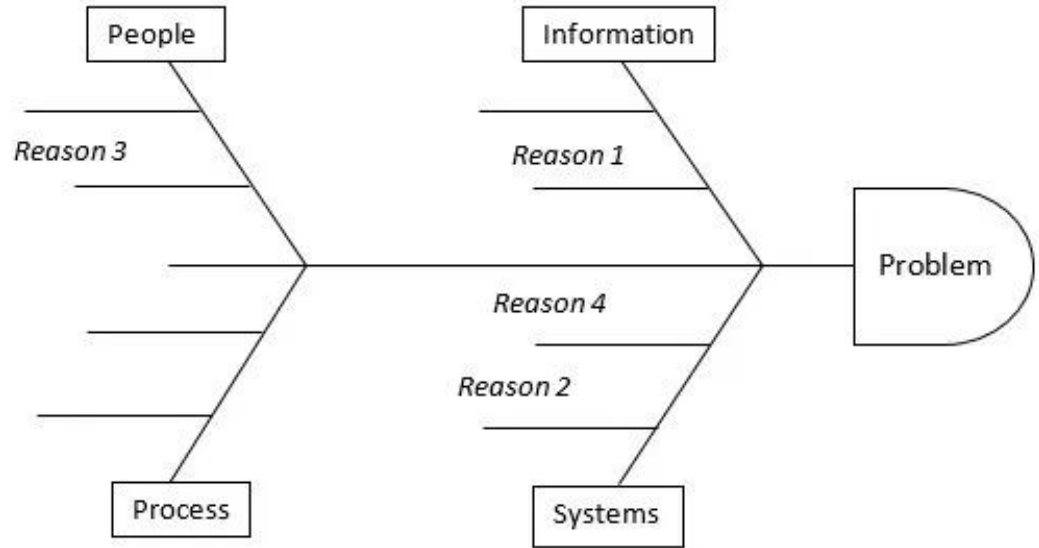 People
Information
Reason 3
Reason 1
Problem
Reason 4
Reason 2
Process
Systems